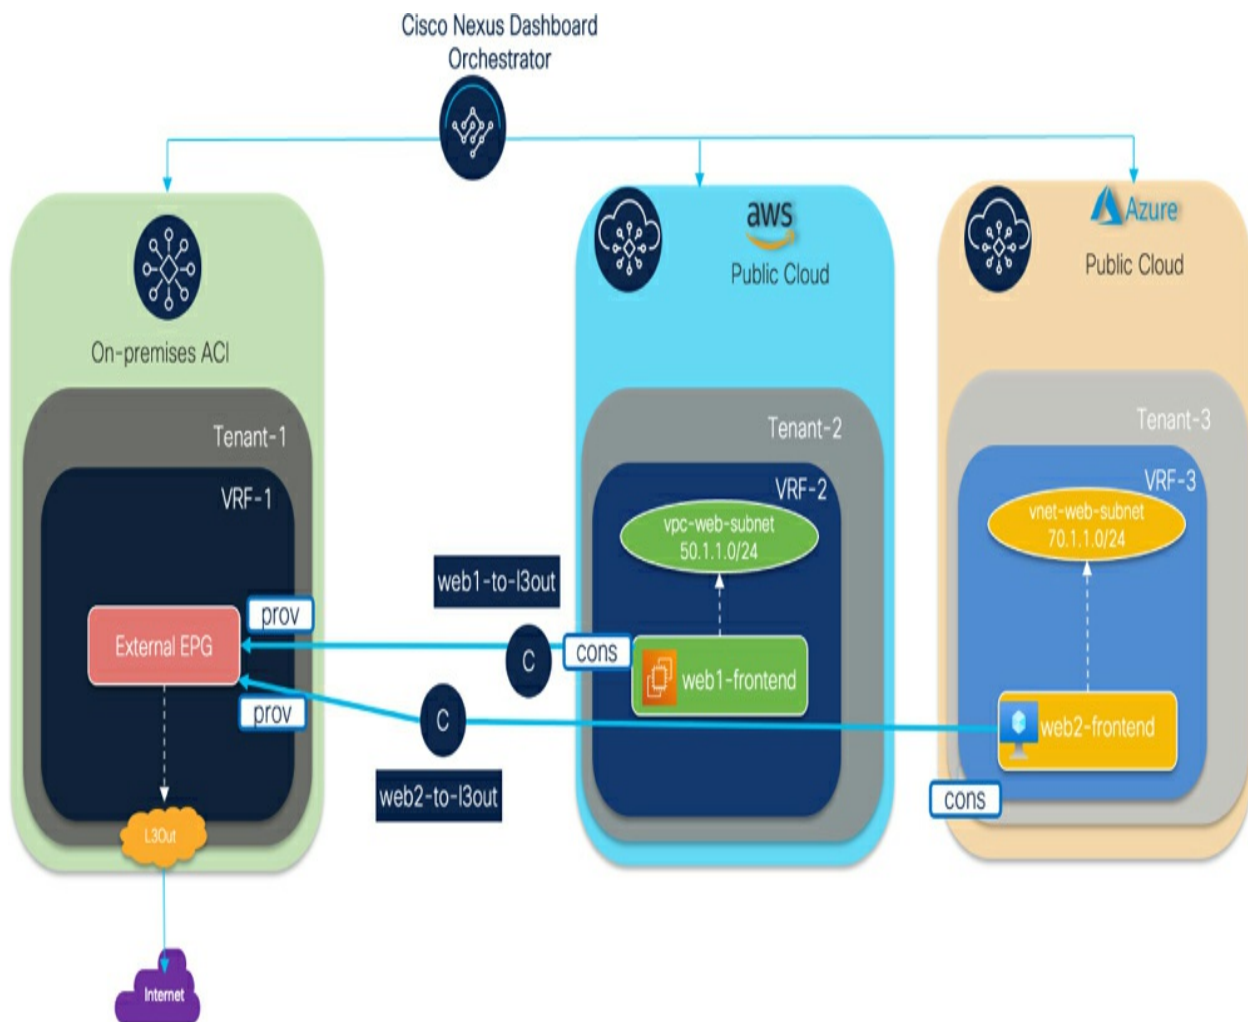 Cisco Nexus Dashboard
Orchestrator
aws
Public Cloud
Azure
Public Cloud
On-premises ACI
Tenant-1
VRF-1
Tenant-2
VRF-2
Tenant-3
VRF-3
vpc-web-subnet
50.1.1.0/24
vnet-web-subnet
70.1.1.0/24
web1-to-l3out
prov
External EPG
C
cons
web1-frontend
prov
C
web2-frontend
web2-to-l3out
cons
L3Out
Internet